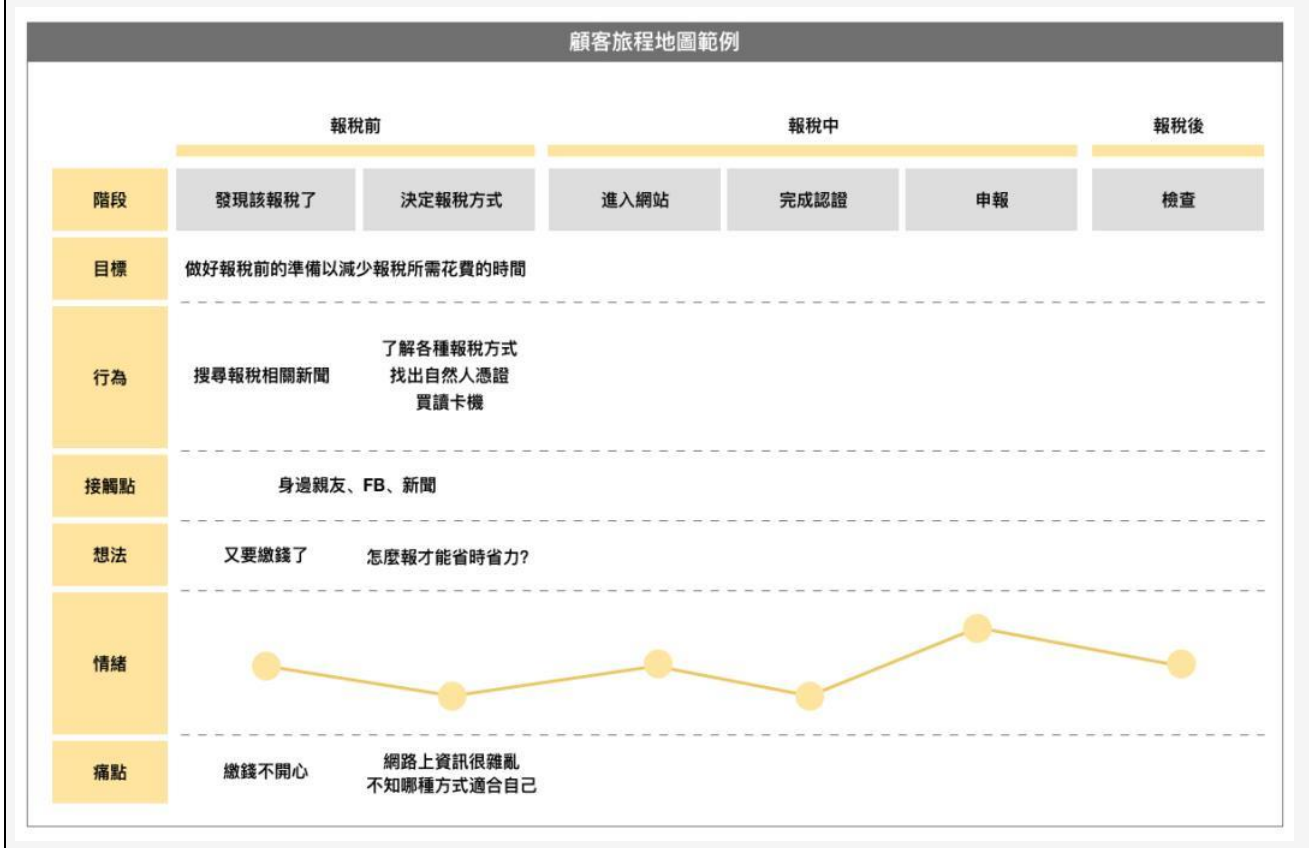 顧客旅程地圖範例
報稅前
報稅中
報稅後
階段
發現該報稅了
決定報稅方式
進入網站
完成認證
申報
檢查
目標
做好報稅前的準備以減少報稅所需花費的時間
行為
搜尋報稅相關新聞
了解各種報稅方式
找出自然人憑證
買讀卡機
接觸點
身邊親友、FB、新聞
想法
又要繳錢了
怎麼報才能省時省力?
情緒
痛點
繳錢不開心
網路上資訊很雜亂
不知哪種方式適合自己